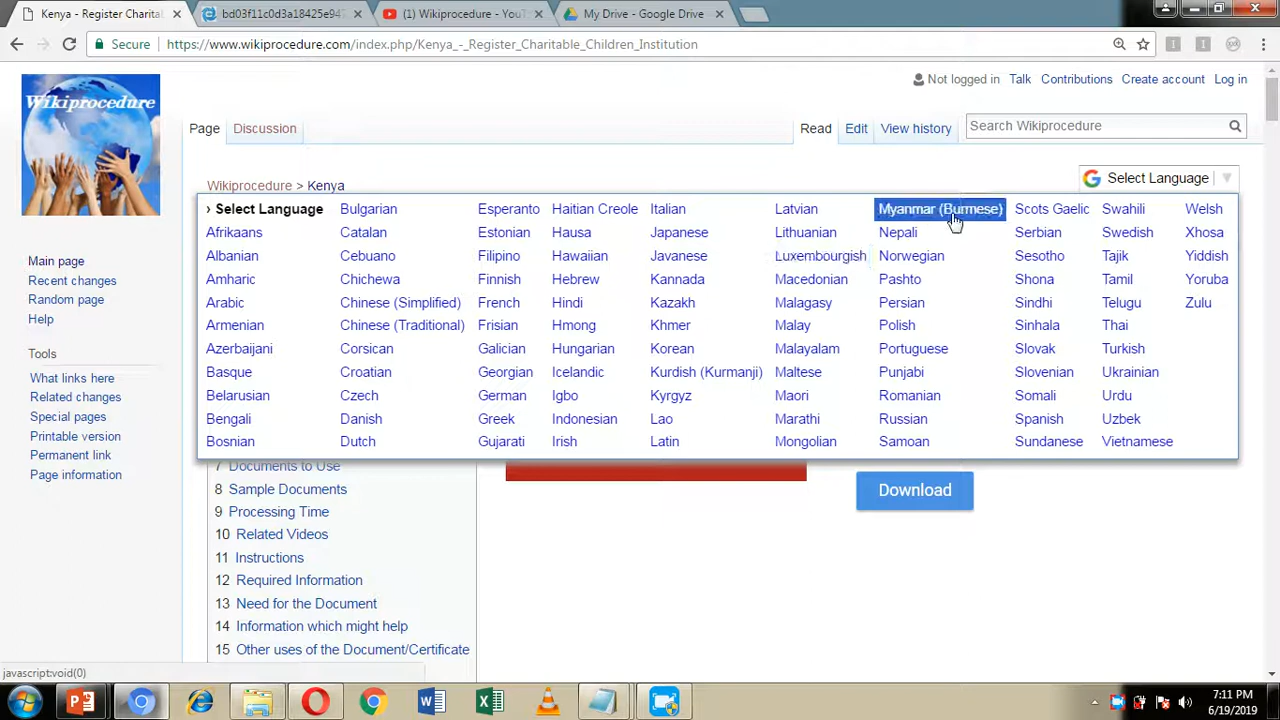 Kenya - Register Charita
bd03f11c0d3a18425e947
(1) Wikiprocedure - YouT
My Drive - Google Drive
Secure
https://www.wikiprocedure.com/index.php/Kenya_-_Register_Charitable_Children_Institution
Wikiprocedure
Not logged in Talk Contributions Create account Log in
Page Discussion Read Edit View history Search Wikiprocedure
Wikiprocedure > Kenya
Select Language
› Select Language Bulgarian Esperanto Haitian Creole Italian Latvian Myanmar (Burmese) Scots Gaelic Swahili Welsh
Afrikaans Catalan Estonian Hausa Japanese Lithuanian Nepali Serbian Swedish Xhosa
Albanian Cebuano Filipino Hawaiian Javanese Luxembourgish Norwegian Sesotho Tajik Yiddish
Amharic Chichewa Finnish Hebrew Kannada Macedonian Pashto Shona Tamil Yoruba
Arabic Chinese (Simplified) French Hindi Kazakh Malagasy Persian Sindhi Telugu Zulu
Armenian Chinese (Traditional) Frisian Hmong Khmer Malay Polish Sinhala Thai
Azerbaijani Corsican Galician Hungarian Korean Malayalam Portuguese Slovak Turkish
Basque Croatian Georgian Icelandic Kurdish (Kurmanji) Maltese Punjabi Slovenian Ukrainian
Belarusian Czech German Igbo Kyrgyz Maori Romanian Somali Urdu
Bengali Danish Greek Indonesian Lao Marathi Russian Spanish Uzbek
Bosnian Dutch Gujarati Irish Latin Mongolian Samoan Sundanese Vietnamese
Main page
Recent changes
Random page
Help
Tools
What links here
Related changes
Special pages
Printable version
Permanent link
Page information
7 Documents to Use
8 Sample Documents
9 Processing Time
10 Related Videos
11 Instructions
12 Required Information
13 Need for the Document
14 Information which might help
15 Other uses of the Document/Certificate
Download
javascript:void(0)
7:11 PM
6/19/2019